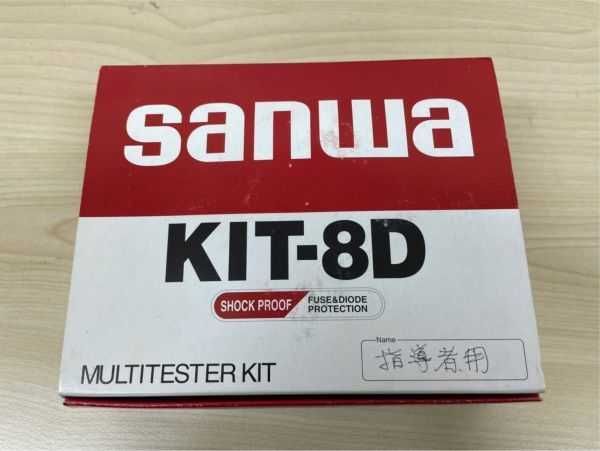 sanwa
KIT-8D
SHOCK PROOF
FUSE&DIODE
PROTECTION
Name
指導者用
MULTITESTER KIT